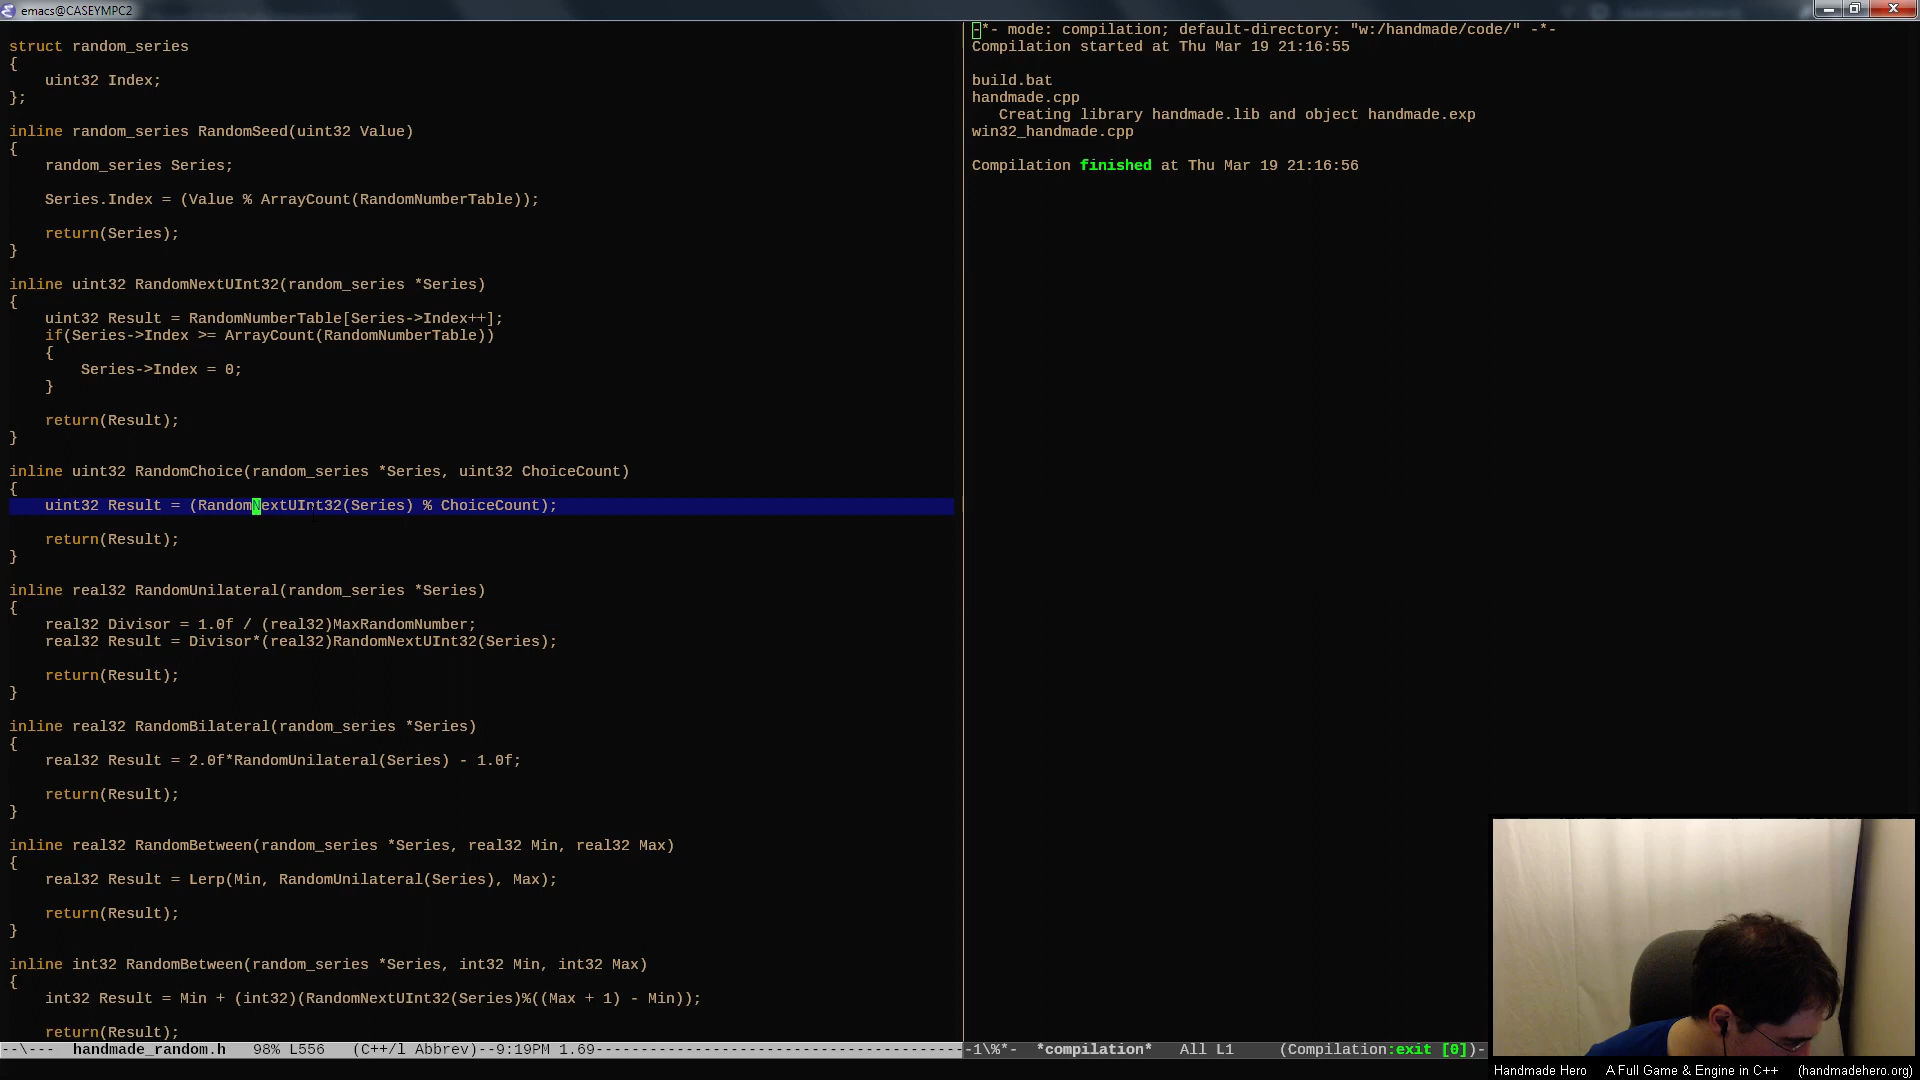 emacs@CASEYMPC2
struct random_series
{
    uint32 Index;
};
inline random_series RandomSeed(uint32 Value)
{
    random_series Series;
    Series.Index = (Value % ArrayCount(RandomNumberTable));
    return(Series);
}
inline uint32 RandomNextUInt32(random_series *Series)
{
    uint32 Result = RandomNumberTable[Series->Index++];
    if(Series->Index >= ArrayCount(RandomNumberTable))
    {
        Series->Index = 0;
    }
    return(Result);
}
inline uint32 RandomChoice(random_series *Series, uint32 ChoiceCount)
{
    uint32 Result = (RandomNextUInt32(Series) % ChoiceCount);
    return(Result);
}
inline real32 RandomUnilateral(random_series *Series)
{
    real32 Divisor = 1.0f / (real32)MaxRandomNumber;
    real32 Result = Divisor*(real32)RandomNextUInt32(Series);
    return(Result);
}
inline real32 RandomBilateral(random_series *Series)
{
    real32 Result = 2.0f*RandomUnilateral(Series) - 1.0f;
    return(Result);
}
inline real32 RandomBetween(random_series *Series, real32 Min, real32 Max)
{
    real32 Result = Lerp(Min, RandomUnilateral(Series), Max);
    return(Result);
}
inline int32 RandomBetween(random_series *Series, int32 Min, int32 Max)
{
    int32 Result = Min + (int32)(RandomNextUInt32(Series)%((Max + 1) - Min));
    return(Result);
--\---  handmade_random.h   98% L556   (C++/l Abbrev)--9:19PM 1.69-----------------------------------------
-*- mode: compilation; default-directory: "w:/handmade/code/" -*-
Compilation started at Thu Mar 19 21:16:55
build.bat
handmade.cpp
   Creating library handmade.lib and object handmade.exp
win32_handmade.cpp
Compilation finished at Thu Mar 19 21:16:56
-1\%*-  *compilation*   All L1     (Compilation:exit [0])-
Handmade Hero   A Full Game & Engine in C++   (handmadehero.org)